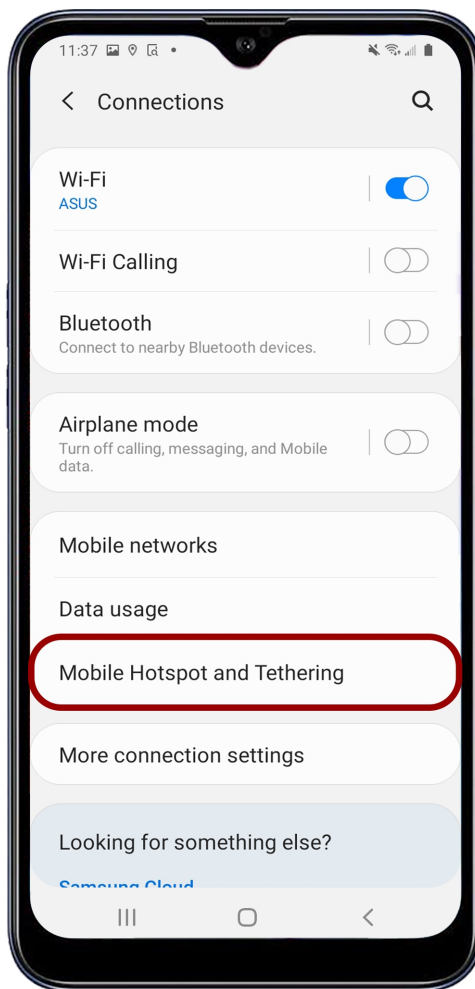 11:37
Connections
Wi-Fi
ASUS
Wi-Fi Calling
Bluetooth
Connect to nearby Bluetooth devices.
Airplane mode
Turn off calling, messaging, and Mobile
data.
Mobile networks
Data usage
Mobile Hotspot and Tethering
More connection settings
Looking for something else?
Samsung Cloud